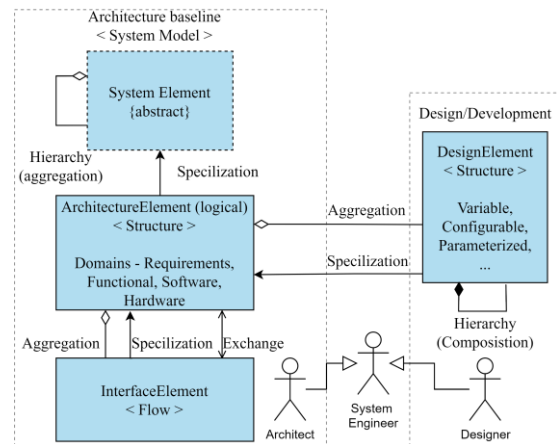 Architecture baseline
< System Model >
System Element
{abstract}
Hierarchy
(aggregation)
Specilization
ArchitectureElement (logical)
< Structure >
Domains - Requirements,
Functional, Software,
Hardware
Aggregation
Specilization
Exchange
InterfaceElement
< Flow >
Aggregation
Specilization
Design/Development
DesignElement
< Structure >
Variable,
Configurable,
Parameterized,
...
Hierarchy
(Composistion)
Architect
System
Engineer
Designer